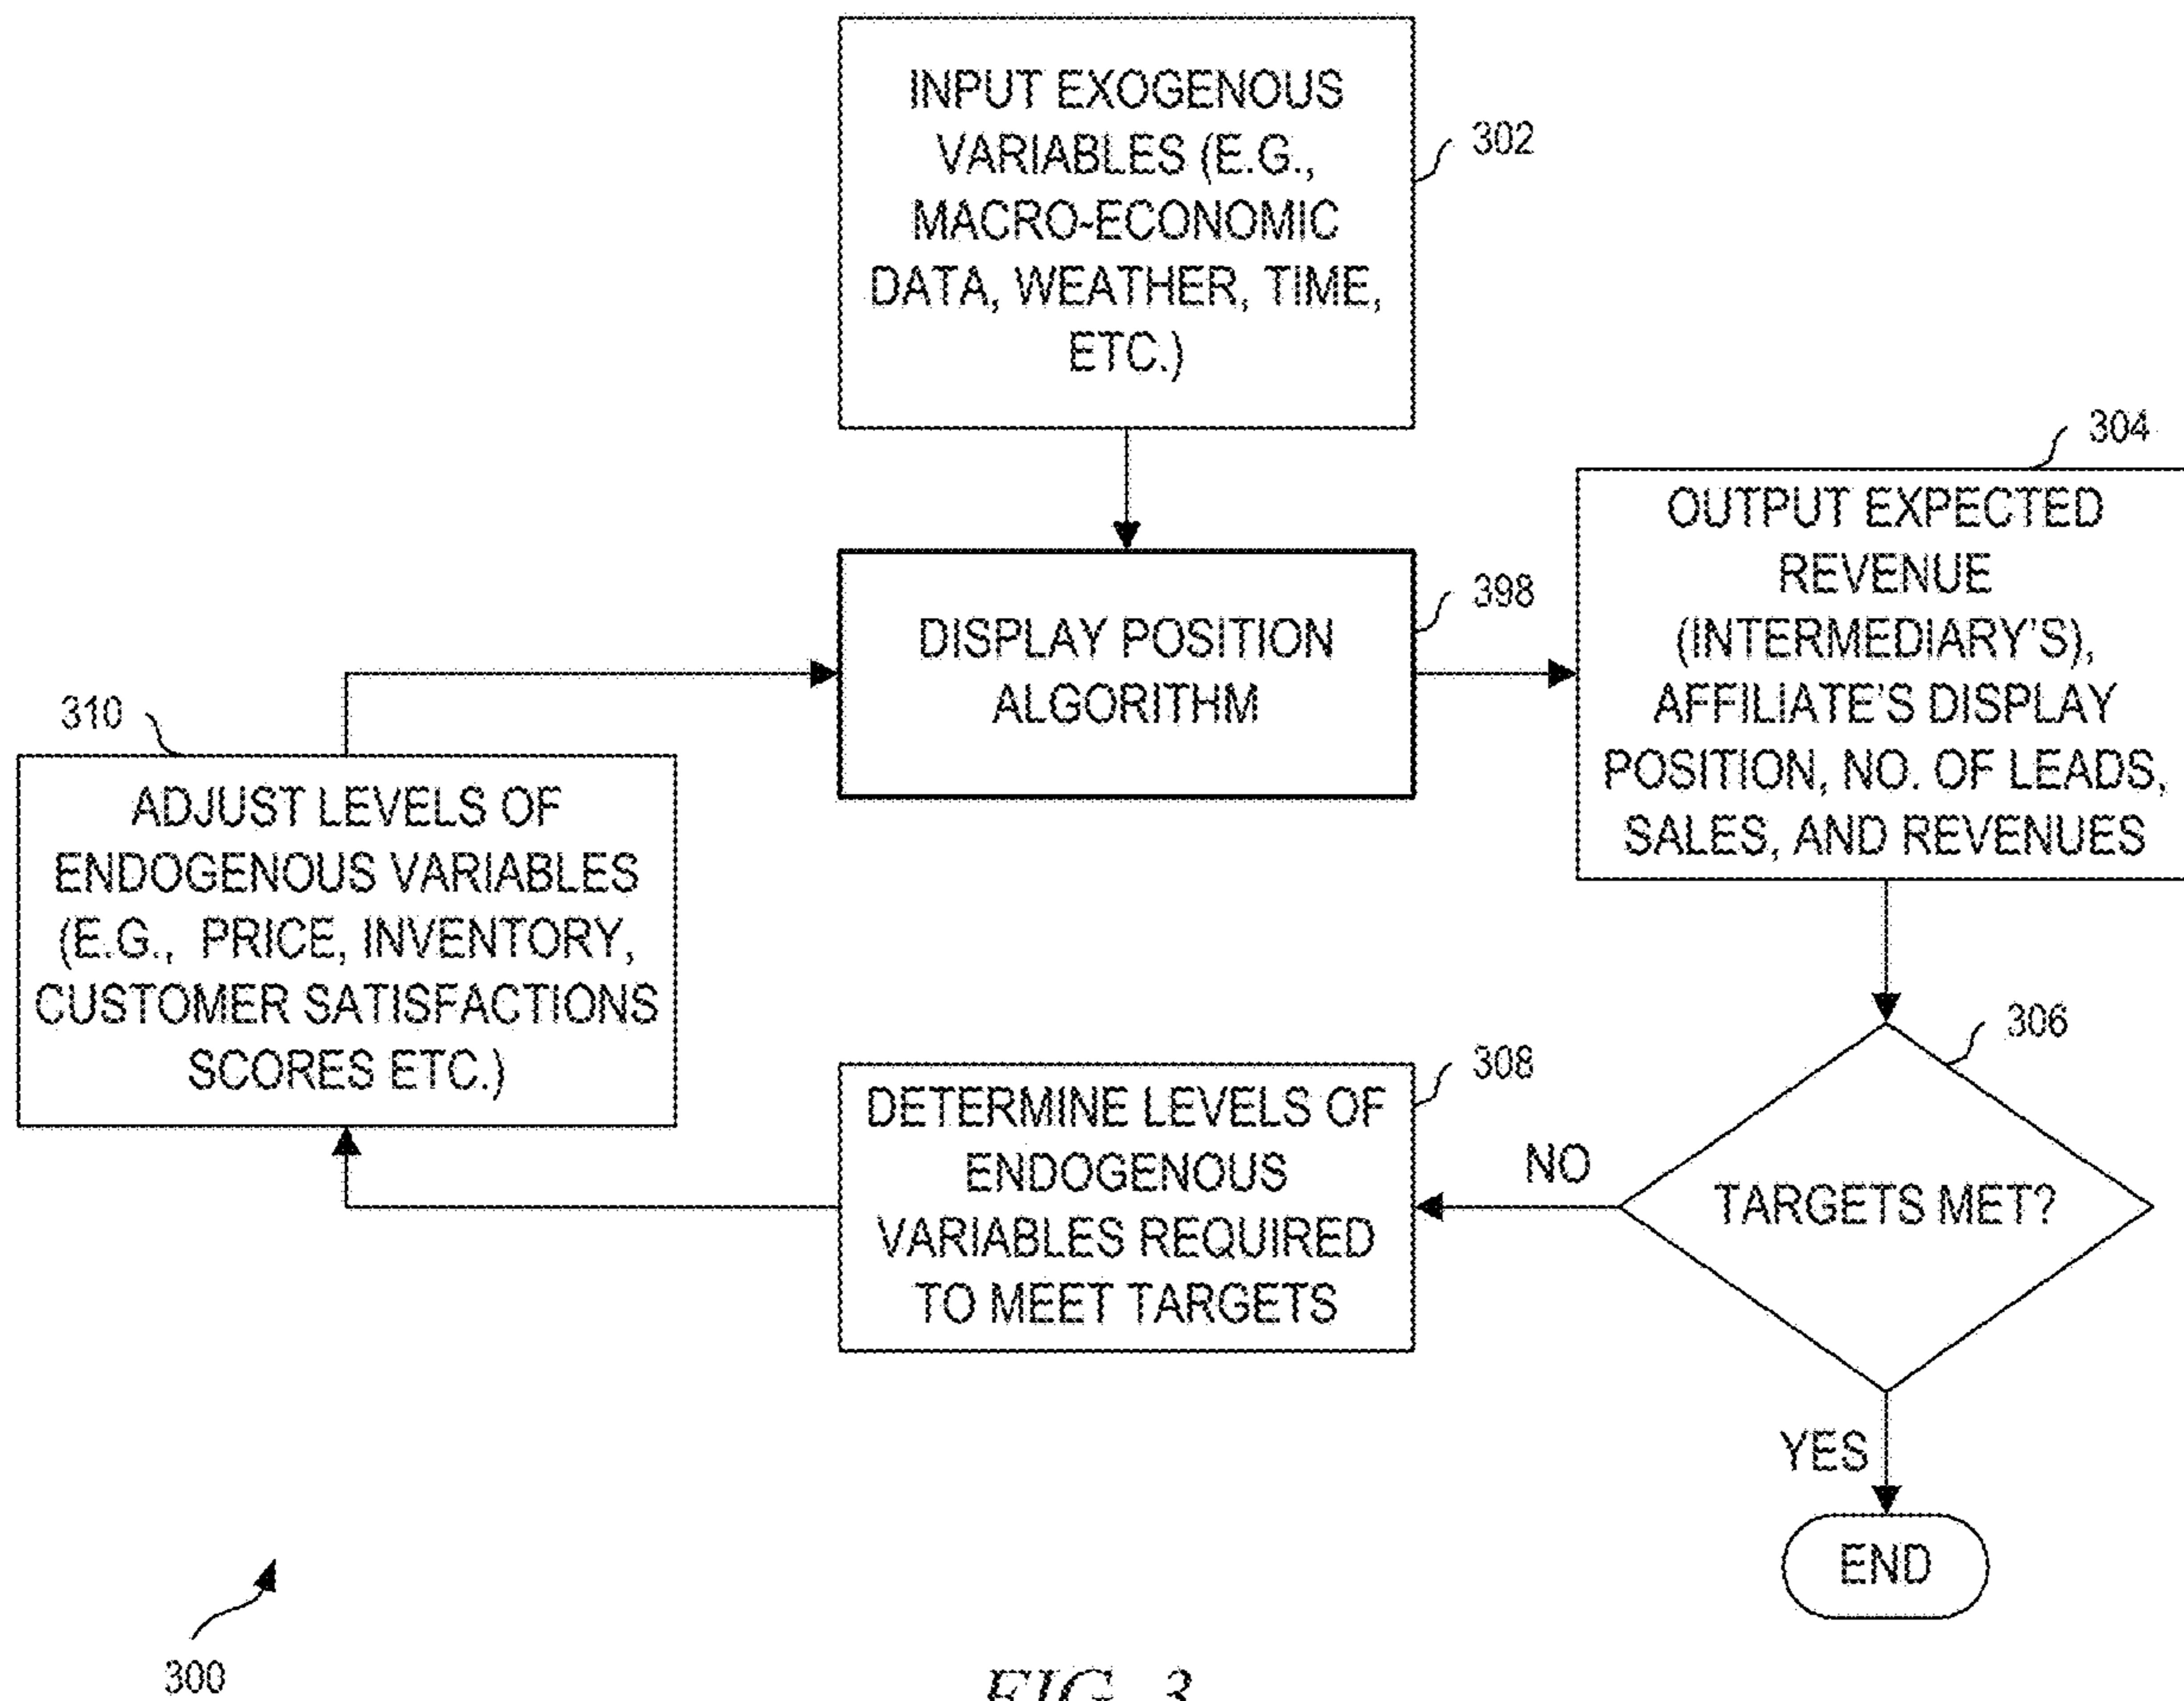 INPUT EXOGENOUS
VARIABLES (E.G.,
MACRO-ECONOMIC
DATA, WEATHER, TIME,
ETC.)
302
304
OUTPUT EXPECTED
REVENUE
(INTERMEDIARY'S),
AFFILIATE'S DISPLAY
POSITION, NO. OF LEADS,
SALES, AND REVENUES
398
DISPLAY POSITION
ALGORITHM
310
ADJUST LEVELS OF
ENDOGENOUS VARIABLES
(E.G., PRICE, INVENTORY,
CUSTOMER SATISFACTIONS
SCORES ETC.)
306
TARGETS MET?
NO
308
DETERMINE LEVELS OF
ENDOGENOUS
VARIABLES REQUIRED
TO MEET TARGETS
YES
END
300
FIG. 3